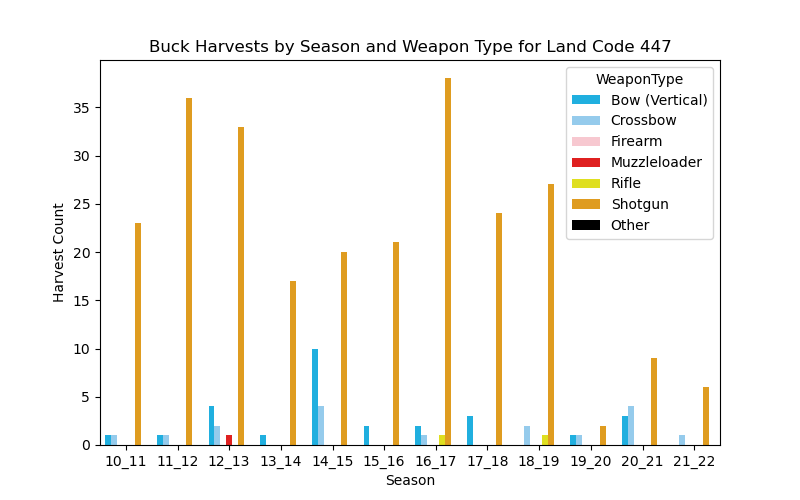 Buck Harvests by Season and Weapon Type for Land Code 447
WeaponType
Bow (Vertical)
Crossbow
Firearm
Muzzleloader
Rifle
Shotgun
Other
Harvest Count
35
30
25
20
15
10
5
0
10_11 11_12 12_13 13_14 14_15 15_16 16_17 17_18 18_19 19_20 20_21 21_22
Season